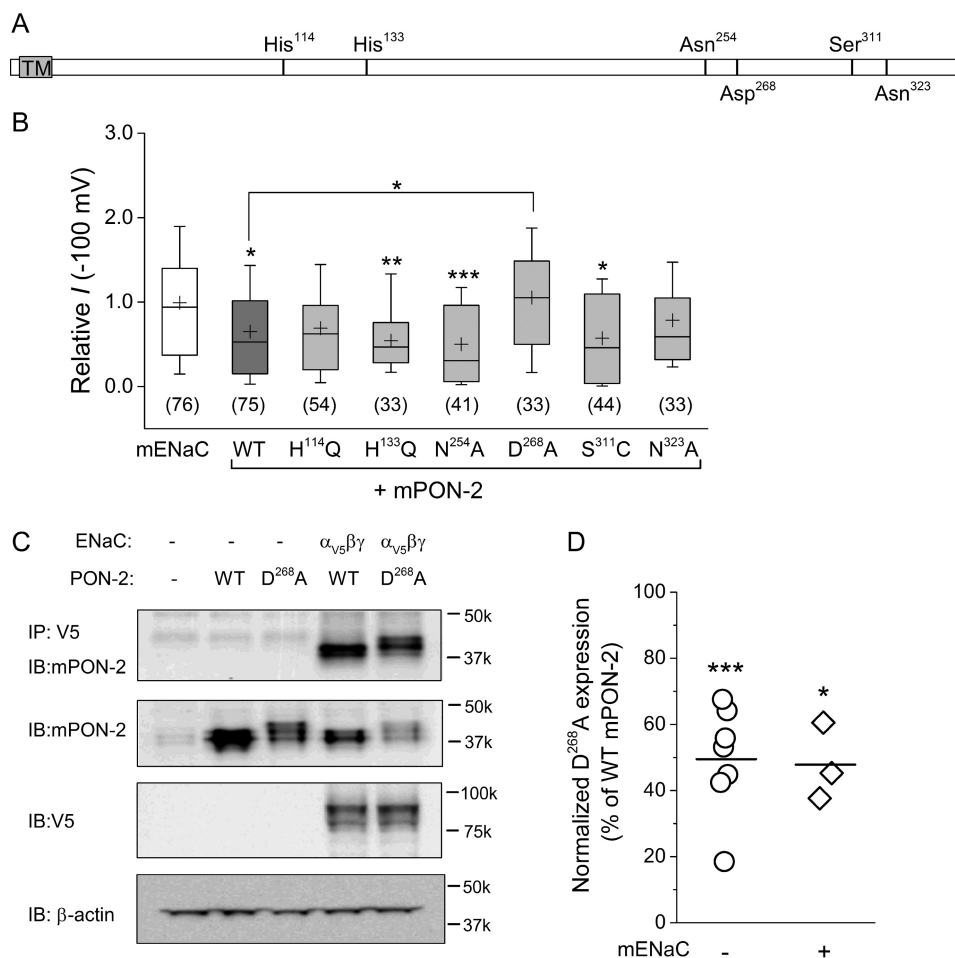 A
His¹¹⁴ His¹³³ Asn²⁵⁴ Ser³¹¹
TM
Asp²⁶⁸ Asn³²³
B
Relative I (-100 mV)
3.0
2.0
1.0
0.0
*
* ** *** *
(76) (75) (54) (33) (41) (33) (44) (33)
mENaC WT H¹¹⁴Q H¹³³Q N²⁵⁴A D²⁶⁸A S³¹¹C N³²³A
+ mPON-2
C
ENaC: - - - αV5βγ αV5βγ
PON-2: - WT D²⁶⁸A WT D²⁶⁸A
IP: V5
IB:mPON-2
50k
37k
IB:mPON-2
50k
37k
IB:V5
100k
75k
IB: β-actin
50k
37k
D
Normalized D²⁶⁸A expression
(% of WT mPON-2)
100
80
60
40
20
0
*** *
mENaC - +